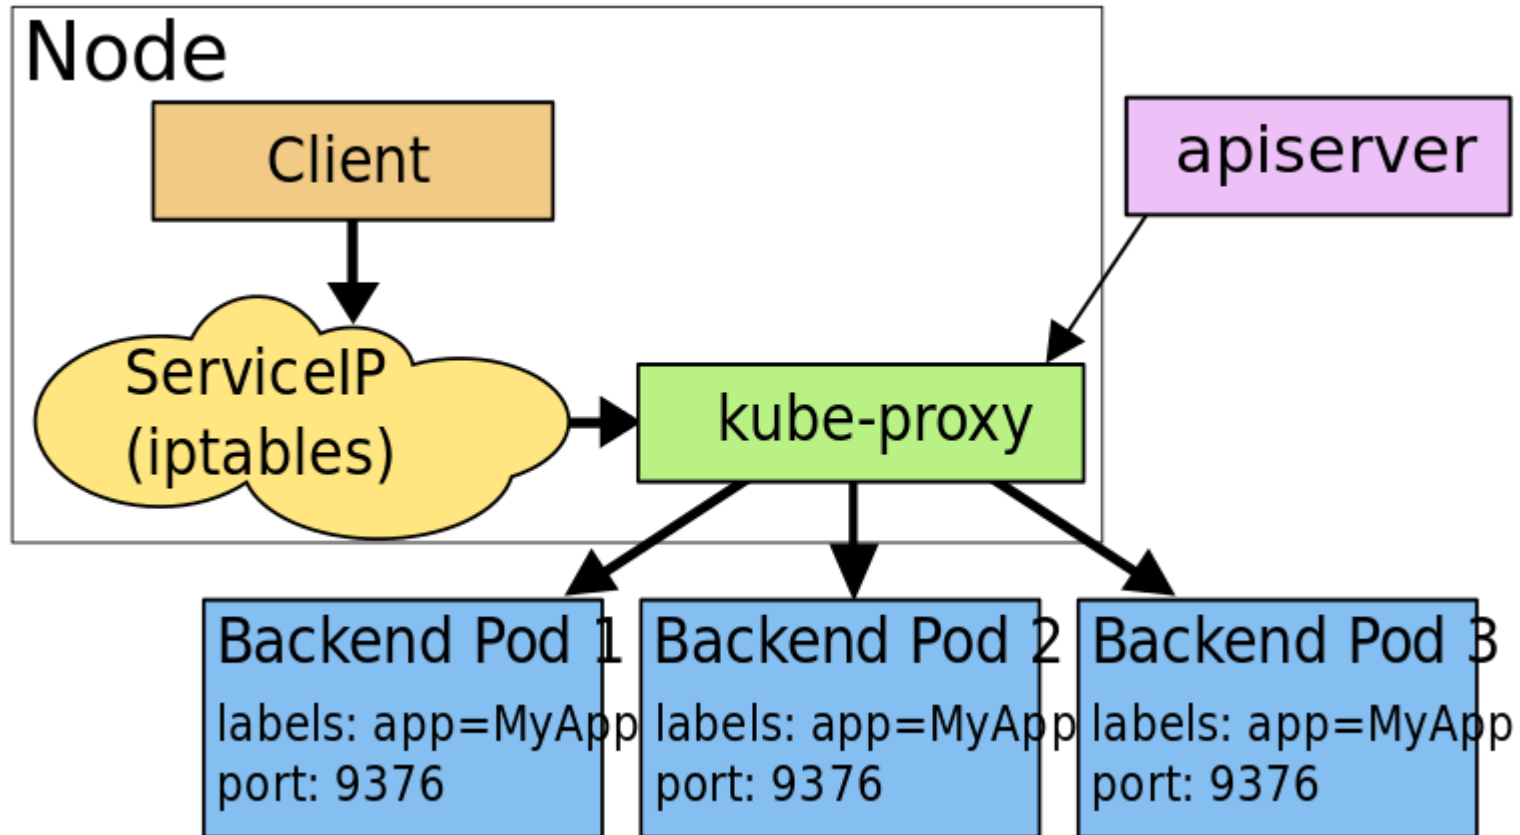 Node
Client
apiserver
ServiceIP
(iptables)
kube-proxy
Backend Pod 1
labels: app=MyApp
port: 9376
Backend Pod 2
labels: app=MyApp
port: 9376
Backend Pod 3
labels: app=MyApp
port: 9376